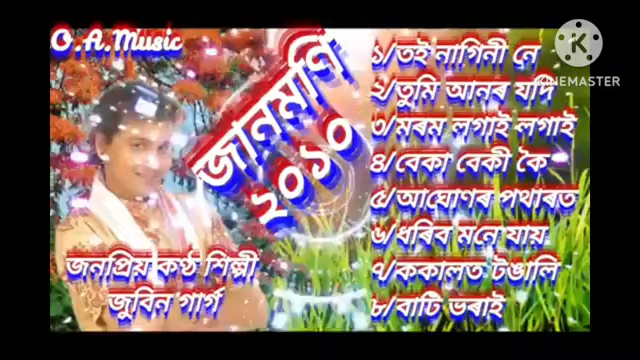 O.A.Music
জানমণি
২০১০
জনপ্ৰিয় কণ্ঠ শিল্পী
জুবিন গাৰ্গ
১/তই নাগিনী নে
২/তুমি আনৰ যদি
৩/মৰম লগাই লগাই
৪/বেকা বেকী কৈ
৫/আঘোণৰ পথাৰত
৬/ধৰিব মনে যায়
৭/ককালত টঙালি
৮/বাটি ভৰাই
KINEMASTER